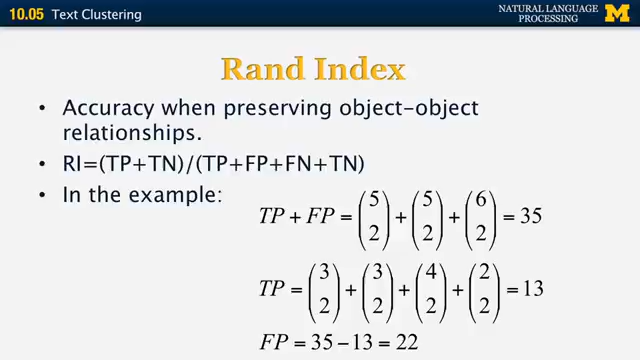 10.05 Text Clustering
NATURAL LANGUAGE
PROCESSING
M
Rand Index
• Accuracy when preserving object-object
relationships.
• RI=(TP+TN)/(TP+FP+FN+TN)
• In the example:
TP + FP = (5 2) + (5 2) + (6 2) = 35
TP = (3 2) + (3 2) + (4 2) + (2 2) = 13
FP = 35 − 13 = 22